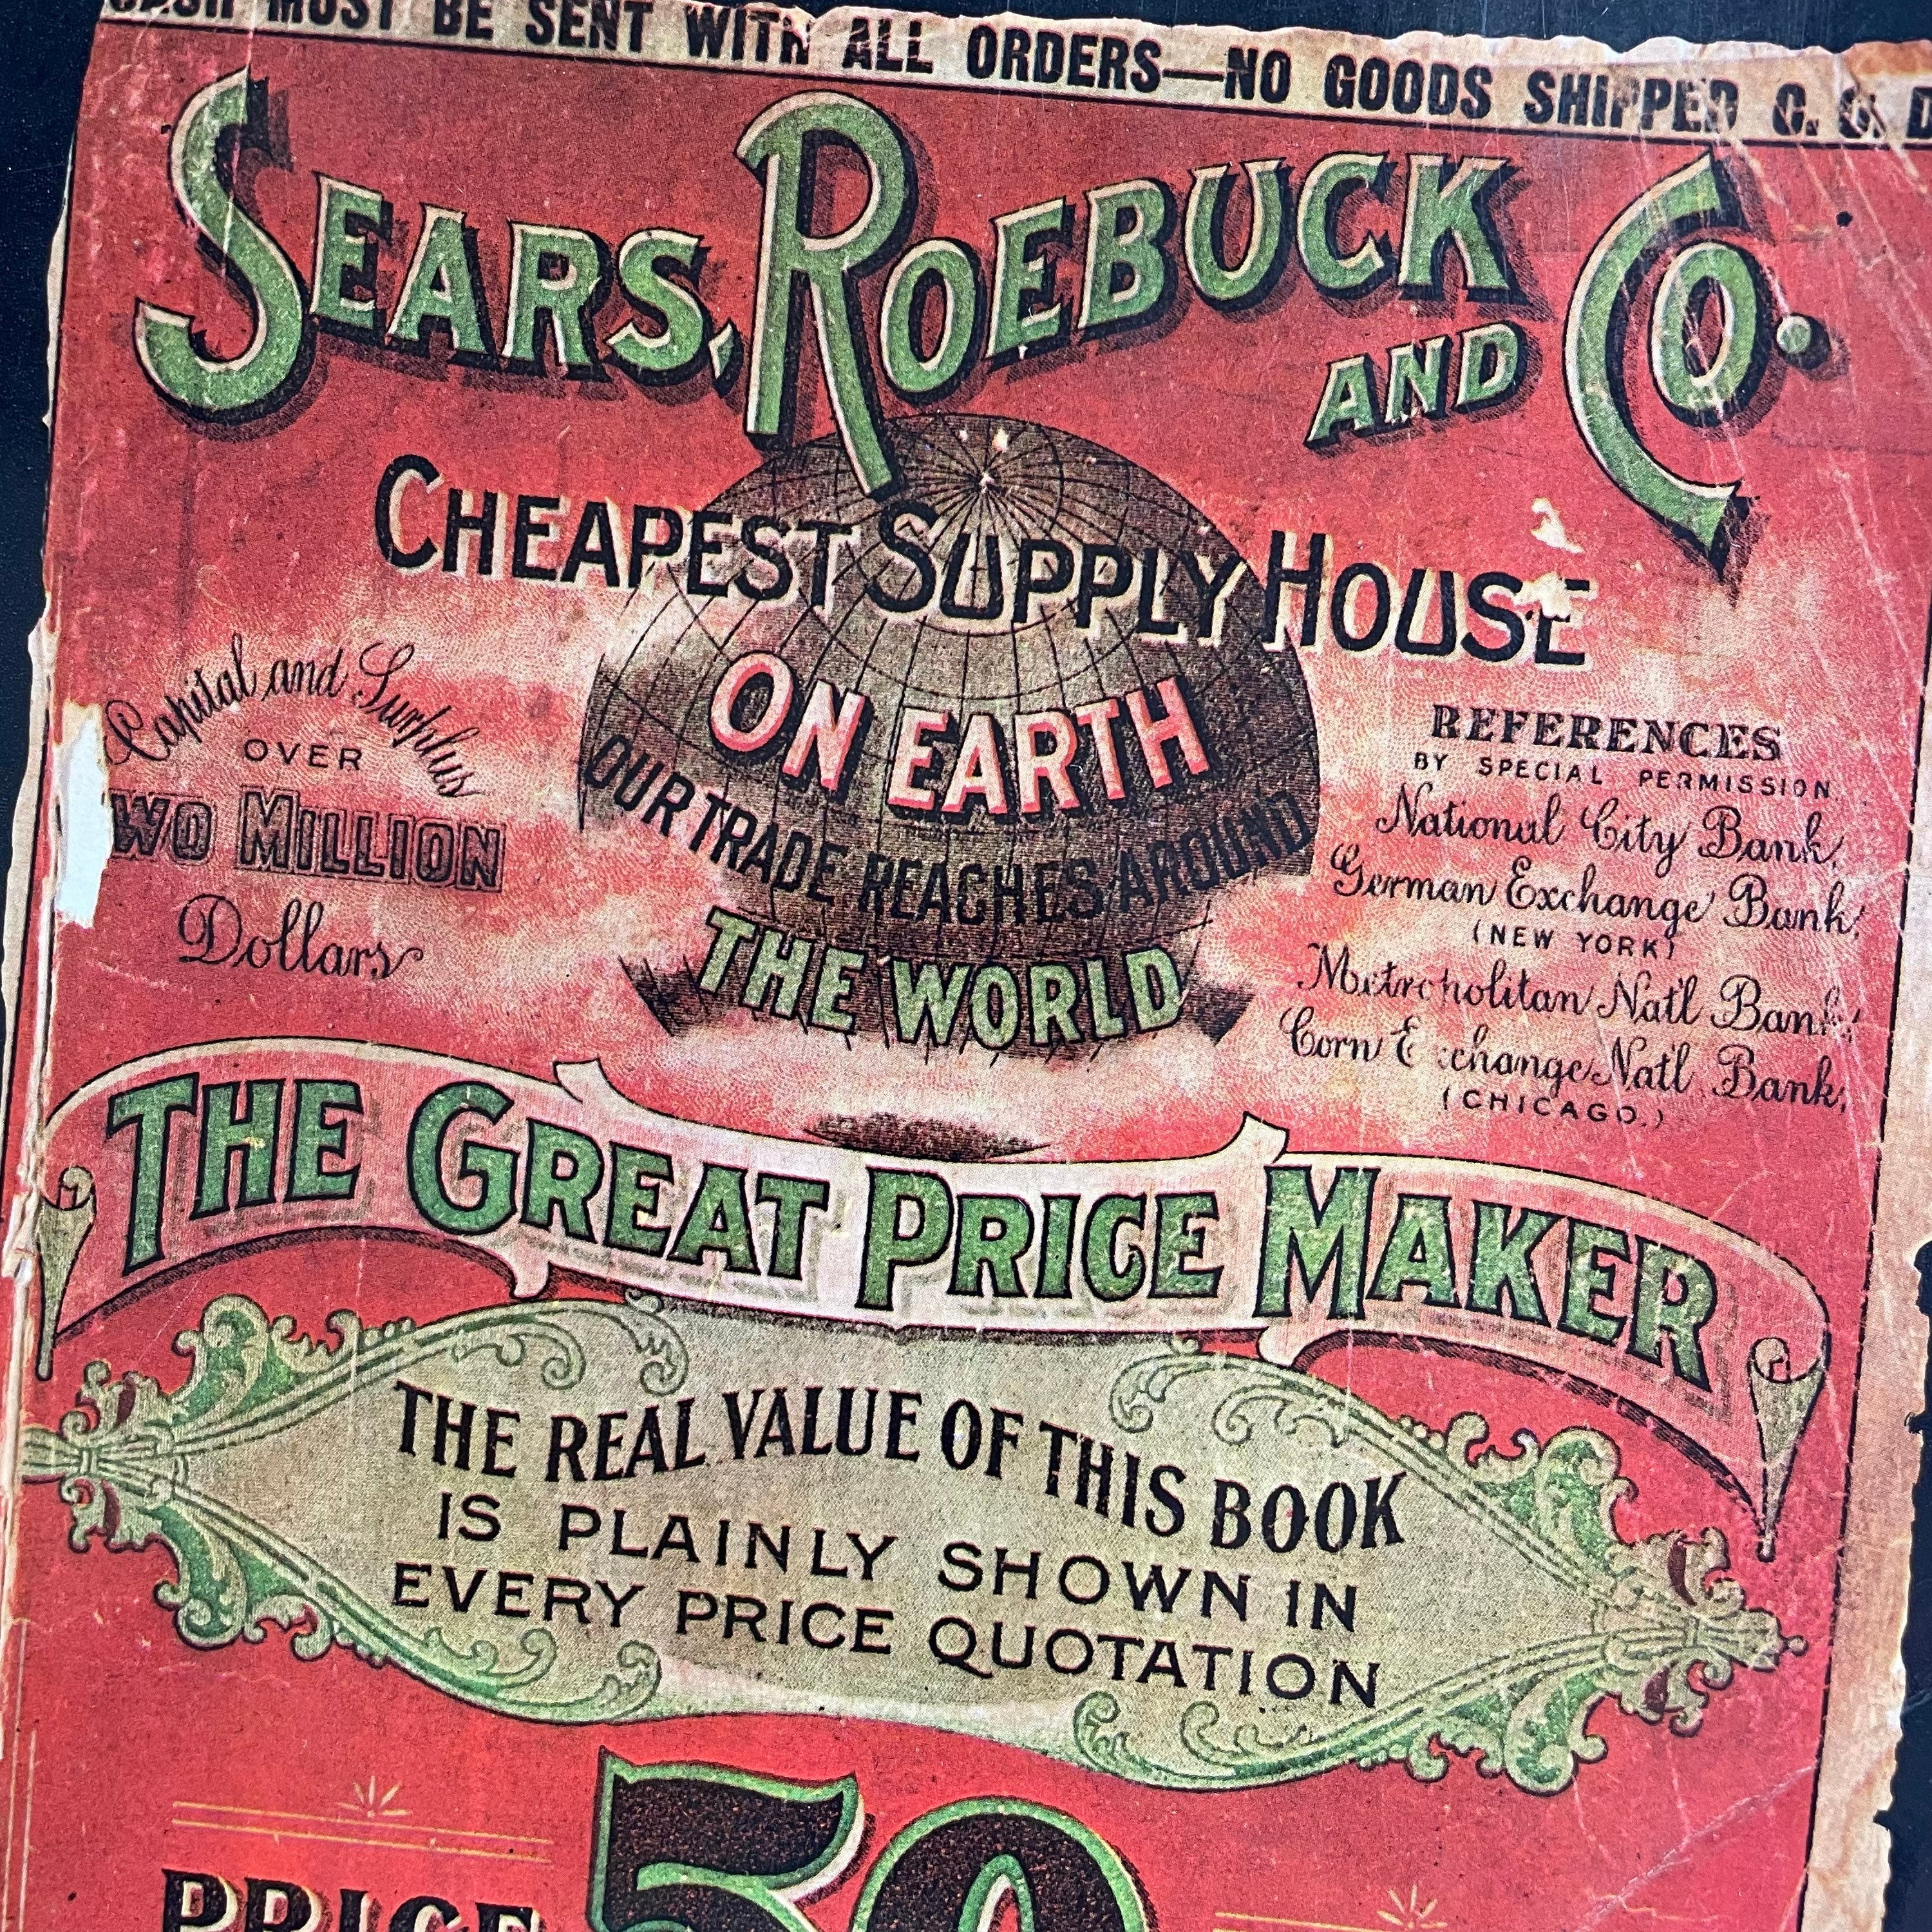 CASH MUST BE SENT WITH ALL ORDERS—NO GOODS SHIPPED C. O. D
SEARS, ROEBUCK AND CO.
CHEAPEST SUPPLY HOUSE
ON EARTH
OUR TRADE REACHES AROUND
THE WORLD
Capital and Surplus
OVER
WO MILLION
Dollars
REFERENCES
BY SPECIAL PERMISSION
National City Bank,
German Exchange Bank,
(NEW YORK)
Metropolitan Nat'l Bank,
Corn Exchange Nat'l Bank,
(CHICAGO.)
THE GREAT PRICE MAKER
THE REAL VALUE OF THIS BOOK
IS PLAINLY SHOWN IN
EVERY PRICE QUOTATION
PRICE 50